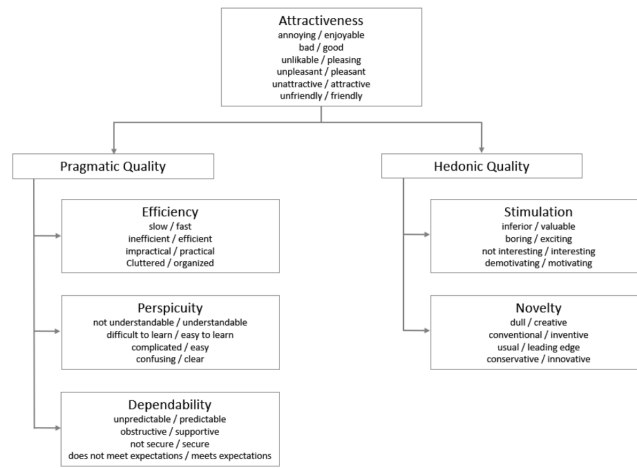 Attractiveness
annoying / enjoyable
bad / good
unlikable / pleasing
unpleasant / pleasant
unattractive / attractive
unfriendly / friendly
Pragmatic Quality
Hedonic Quality
Efficiency
slow / fast
inefficient / efficient
impractical / practical
Cluttered / organized
Stimulation
inferior / valuable
boring / exciting
not interesting / interesting
demotivating / motivating
Perspicuity
not understandable / understandable
difficult to learn / easy to learn
complicated / easy
confusing / clear
Novelty
dull / creative
conventional / inventive
usual / leading edge
conservative / innovative
Dependability
unpredictable / predictable
obstructive / supportive
not secure / secure
does not meet expectations / meets expectations